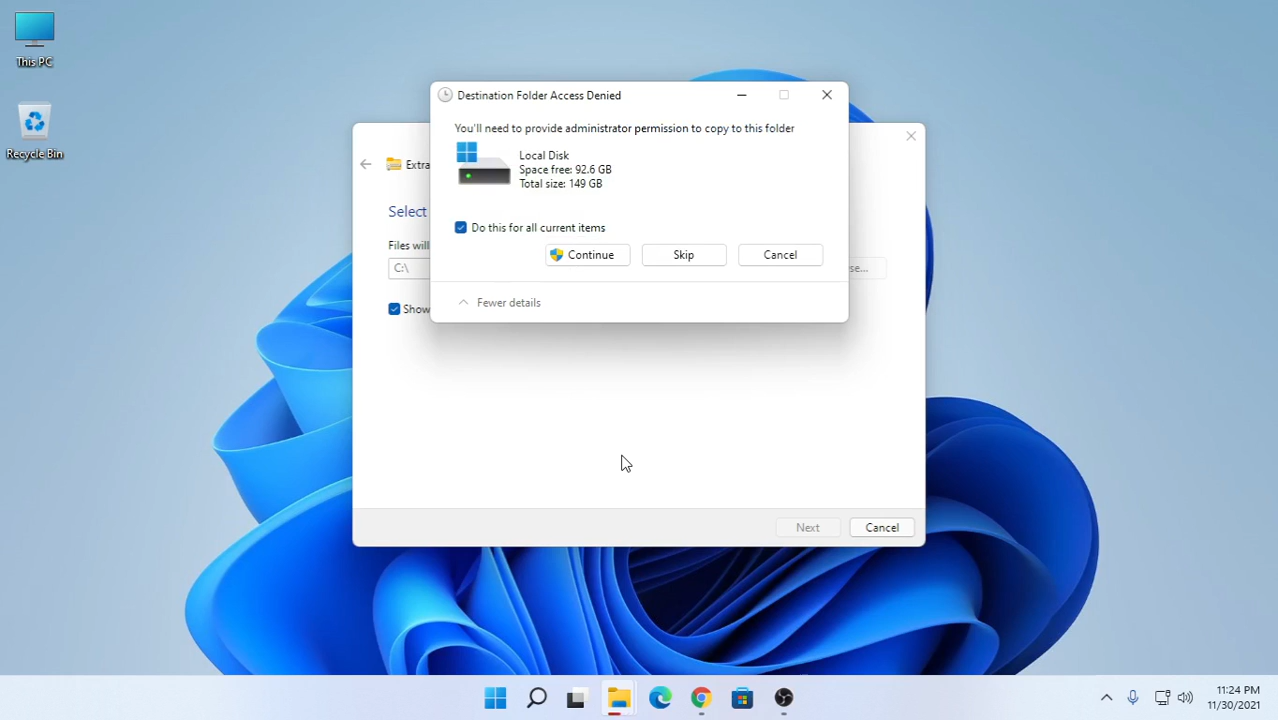 This PC
Recycle Bin
Destination Folder Access Denied
You'll need to provide administrator permission to copy to this folder
Local Disk
Space free: 92.6 GB
Total size: 149 GB
Do this for all current items
Continue
Skip
Cancel
Fewer details
Extra
Select
Files will
C:\
se...
Show
Next
Cancel
11:24 PM
11/30/2021